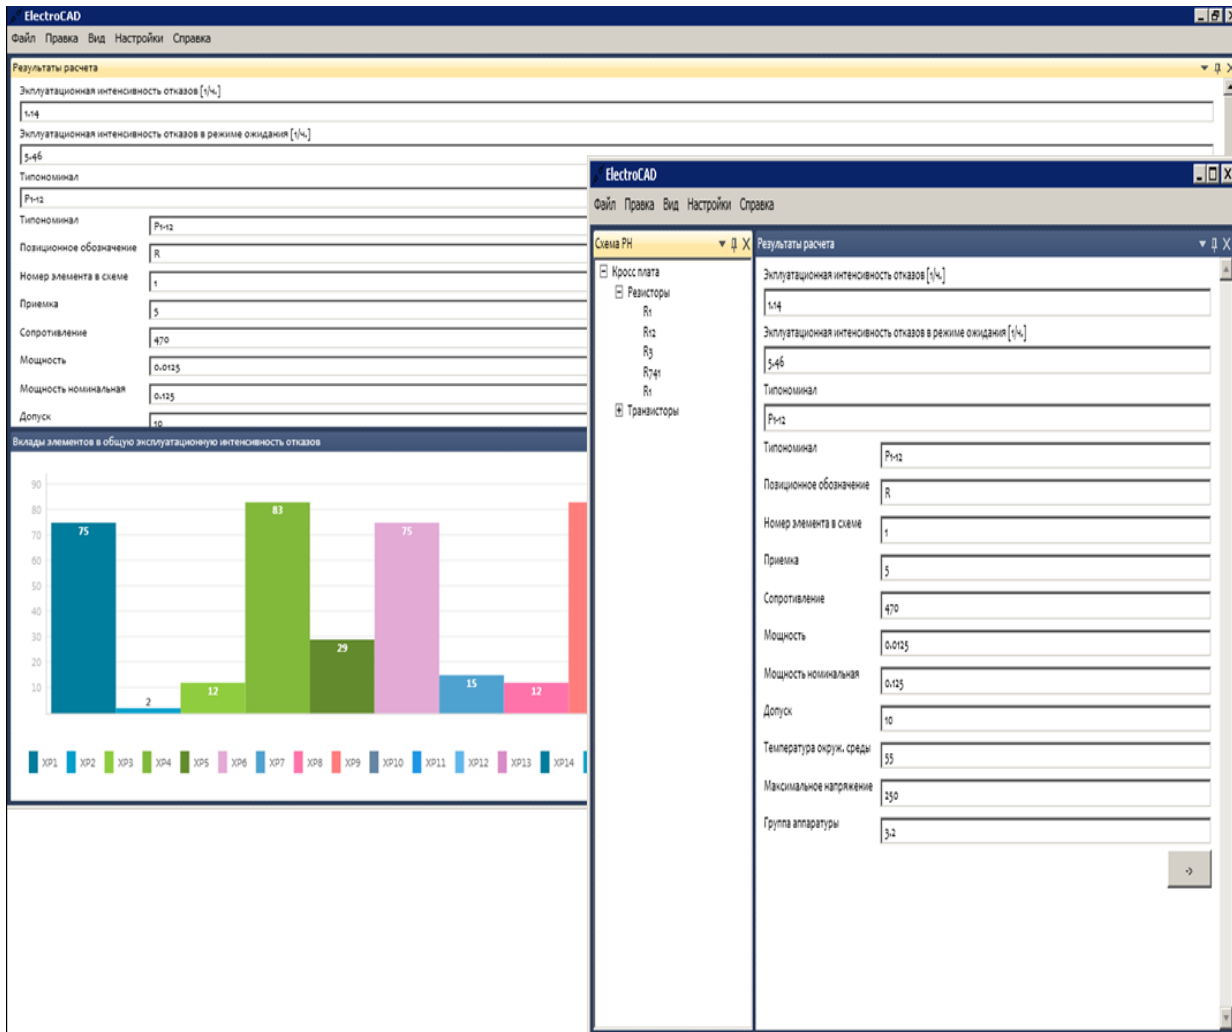 ElectroCAD
Файл Правка Вид Настройки Справка
Результаты расчета
Экплуатационная интенсивность отказов [1/ч.]
1.14
Экплуатационная интенсивность отказов в режиме ожидания [1/ч.]
5.46
Типономинал
Р1-12
Типономинал Р1-12
Позиционное обозначение R
Номер элемента в схеме 1
Приемка 5
Сопротивление 470
Мощность 0.0125
Мощность номинальная 0.125
Допуск 10
Вклады элементов в общую эксплуатационную интенсивность отказов
90
80
70
60
50
40
30
20
10
75
2
12
83
29
75
15
12
XP1 XP2 XP3 XP4 XP5 XP6 XP7 XP8 XP9 XP10 XP11 XP12 XP13 XP14
ElectroCAD
Файл Правка Вид Настройки Справка
Схема РН
Кросс плата
Резисторы
R1
R12
R3
R741
R1
Транзисторы
Результаты расчета
Экплуатационная интенсивность отказов [1/ч.]
1.14
Экплуатационная интенсивность отказов в режиме ожидания [1/ч.]
5.46
Типономинал
Р1-12
Типономинал Р1-12
Позиционное обозначение R
Номер элемента в схеме 1
Приемка 5
Сопротивление 470
Мощность 0.0125
Мощность номинальная 0.125
Допуск 10
Температура окруж. среды 55
Максимальное напряжение 250
Группа аппаратуры 3.2
->